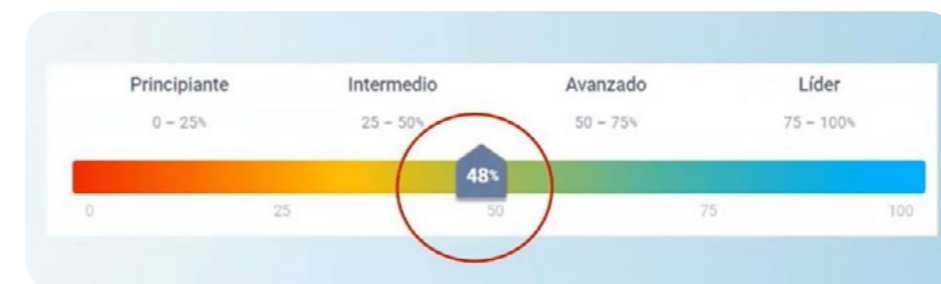 Principiante Intermedio Avanzado Líder
0 – 25% 25 – 50% 50 – 75% 75 – 100%
48%
0 25 50 75 100